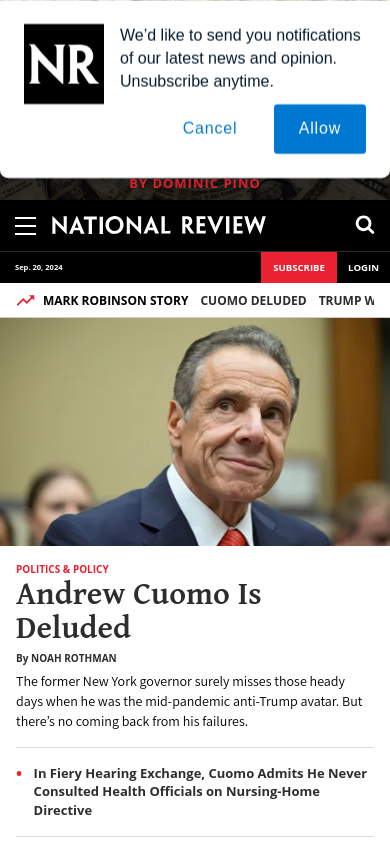 NR
We'd like to send you notifications
of our latest news and opinion.
Unsubscribe anytime.
Cancel
Allow
BY DOMINIC PINO
NATIONAL REVIEW
Sep. 20, 2024
SUBSCRIBE
LOGIN
MARK ROBINSON STORY CUOMO DELUDED TRUMP W
POLITICS & POLICY
Andrew Cuomo Is
Deluded
By NOAH ROTHMAN
The former New York governor surely misses those heady
days when he was the mid-pandemic anti-Trump avatar. But
there's no coming back from his failures.
• In Fiery Hearing Exchange, Cuomo Admits He Never
Consulted Health Officials on Nursing-Home
Directive